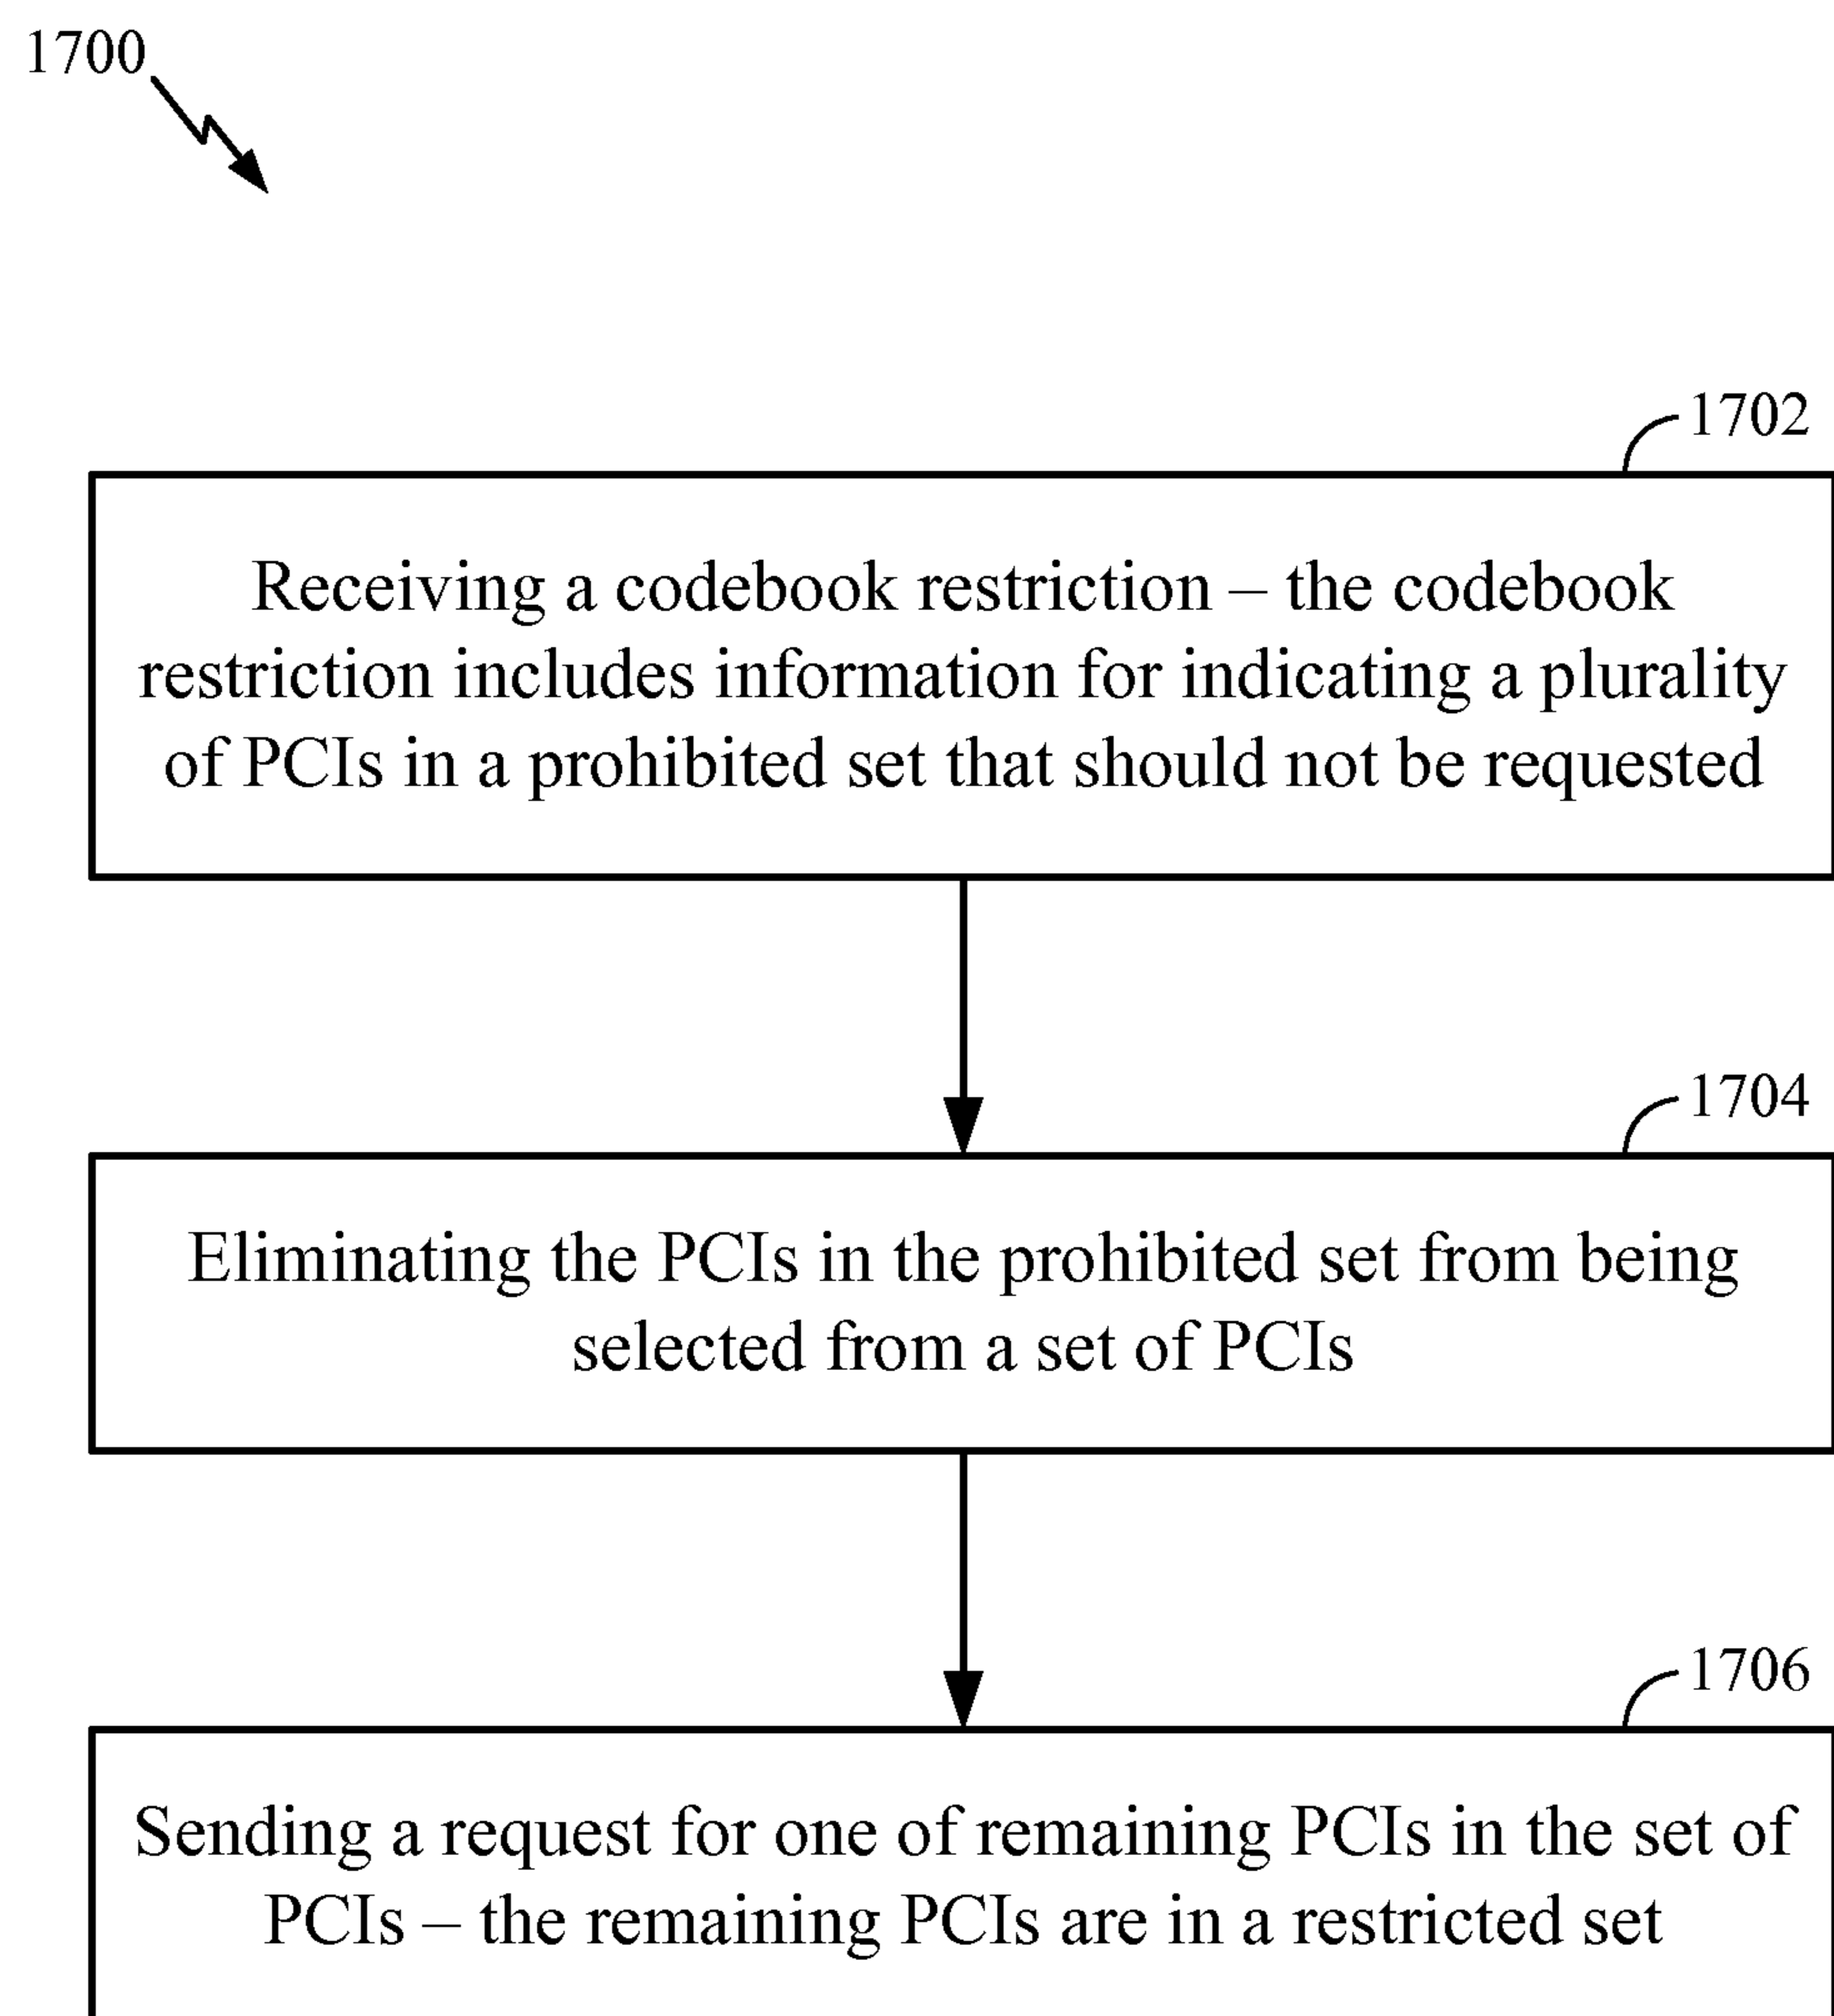 1700
1702
Receiving a codebook restriction – the codebook
restriction includes information for indicating a plurality
of PCIs in a prohibited set that should not be requested
1704
Eliminating the PCIs in the prohibited set from being
selected from a set of PCIs
1706
Sending a request for one of remaining PCIs in the set of
PCIs – the remaining PCIs are in a restricted set